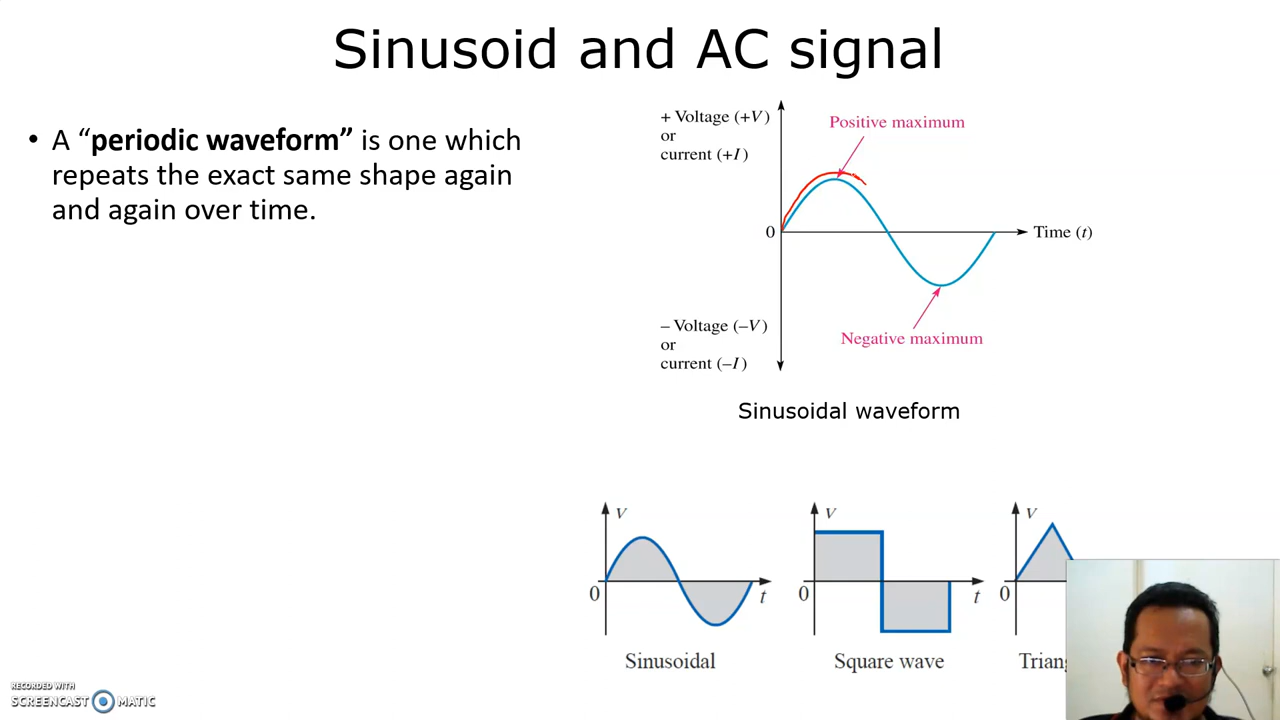 Sinusoid and AC signal
• A “periodic waveform” is one which
repeats the exact same shape again
and again over time.
+ Voltage (+V)
or
current (+I)
Positive maximum
0
Time (t)
– Voltage (–V)
or
current (–I)
Negative maximum
Sinusoidal waveform
V
0
t
Sinusoidal
V
0
t
Square wave
V
0
Triang
RECORDED WITH
SCREENCAST MATIC